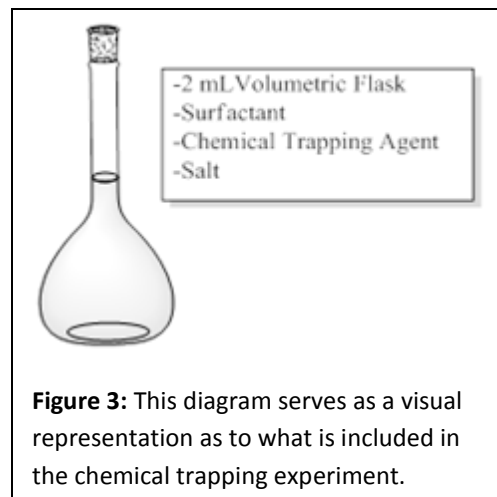 -2 mLVolumetric Flask
-Surfactant
-Chemical Trapping Agent
-Salt
Figure 3: This diagram serves as a visual
representation as to what is included in
the chemical trapping experiment.